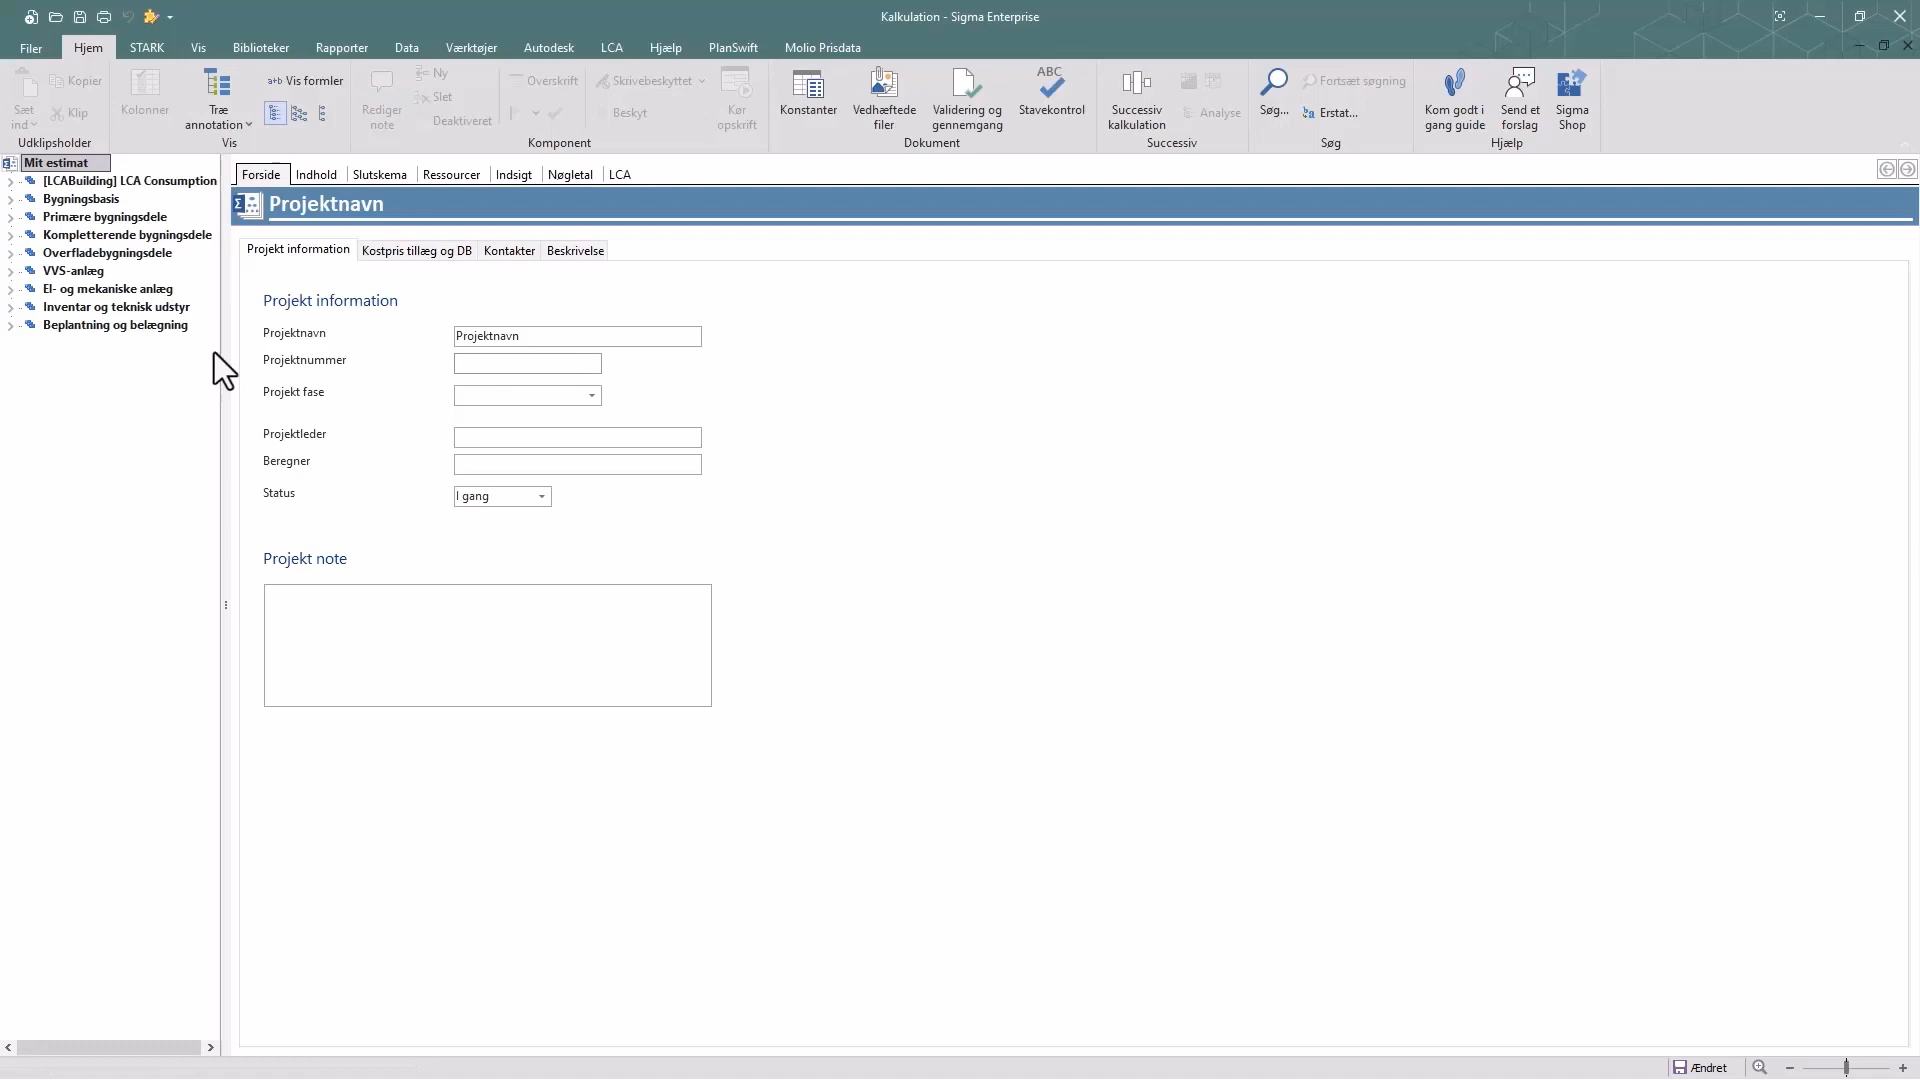 Kalkulation - Sigma Enterprise
Filer Hjem STARK Vis Biblioteker Rapporter Data Værktøjer Autodesk LCA Hjælp PlanSwift Molio Prisdata
Sæt ind Kopier Klip
Udklipsholder
Kolonner Træ annotation a+b Vis formler
Vis
Rediger note Ny Slet Deaktiveret Overskrift Skrivebeskyttet Beskyt Kør opskrift
Komponent
Konstanter Vedhæftede filer Validering og gennemgang ABC Stavekontrol
Dokument
Successiv kalkulation Analyse
Successiv
Søg... Fortsæt søgning Erstat...
Søg
Kom godt i gang guide Send et forslag Sigma Shop
Hjælp
Mit estimat
[LCABuilding] LCA Consumption
Bygningsbasis
Primære bygningsdele
Kompletterende bygningsdele
Overfladebygningsdele
VVS-anlæg
El- og mekaniske anlæg
Inventar og teknisk udstyr
Beplantning og belægning
Forside Indhold Slutskema Ressourcer Indsigt Nøgletal LCA
Projektnavn
Projekt information Kostpris tillæg og DB Kontakter Beskrivelse
Projekt information
Projektnavn Projektnavn
Projektnummer
Projekt fase
Projektleder
Beregner
Status I gang
Projekt note
Ændret